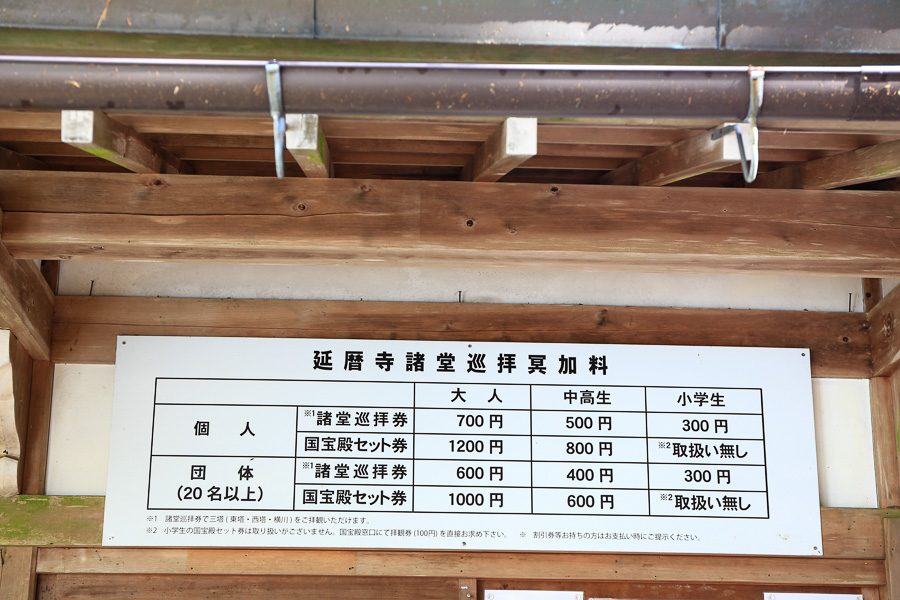 延暦寺諸堂巡拝冥加料
大人 中高生 小学生
個人 ※1諸堂巡拝券 700円 500円 300円
国宝殿セット券 1200円 800円 ※2取扱い無し
団体 (20名以上) ※1諸堂巡拝券 600円 400円 300円
国宝殿セット券 1000円 600円 ※2取扱い無し
※1 諸堂巡拝券で三塔(東塔・西塔・横川)をご拝観いただけます。
※2 小学生の国宝殿セット券は取り扱いがございません。国宝殿窓口にて拝観券(100円)を直接お求め下さい。 ※ 割引券等お持ちの方はお支払い時にご提示ください。